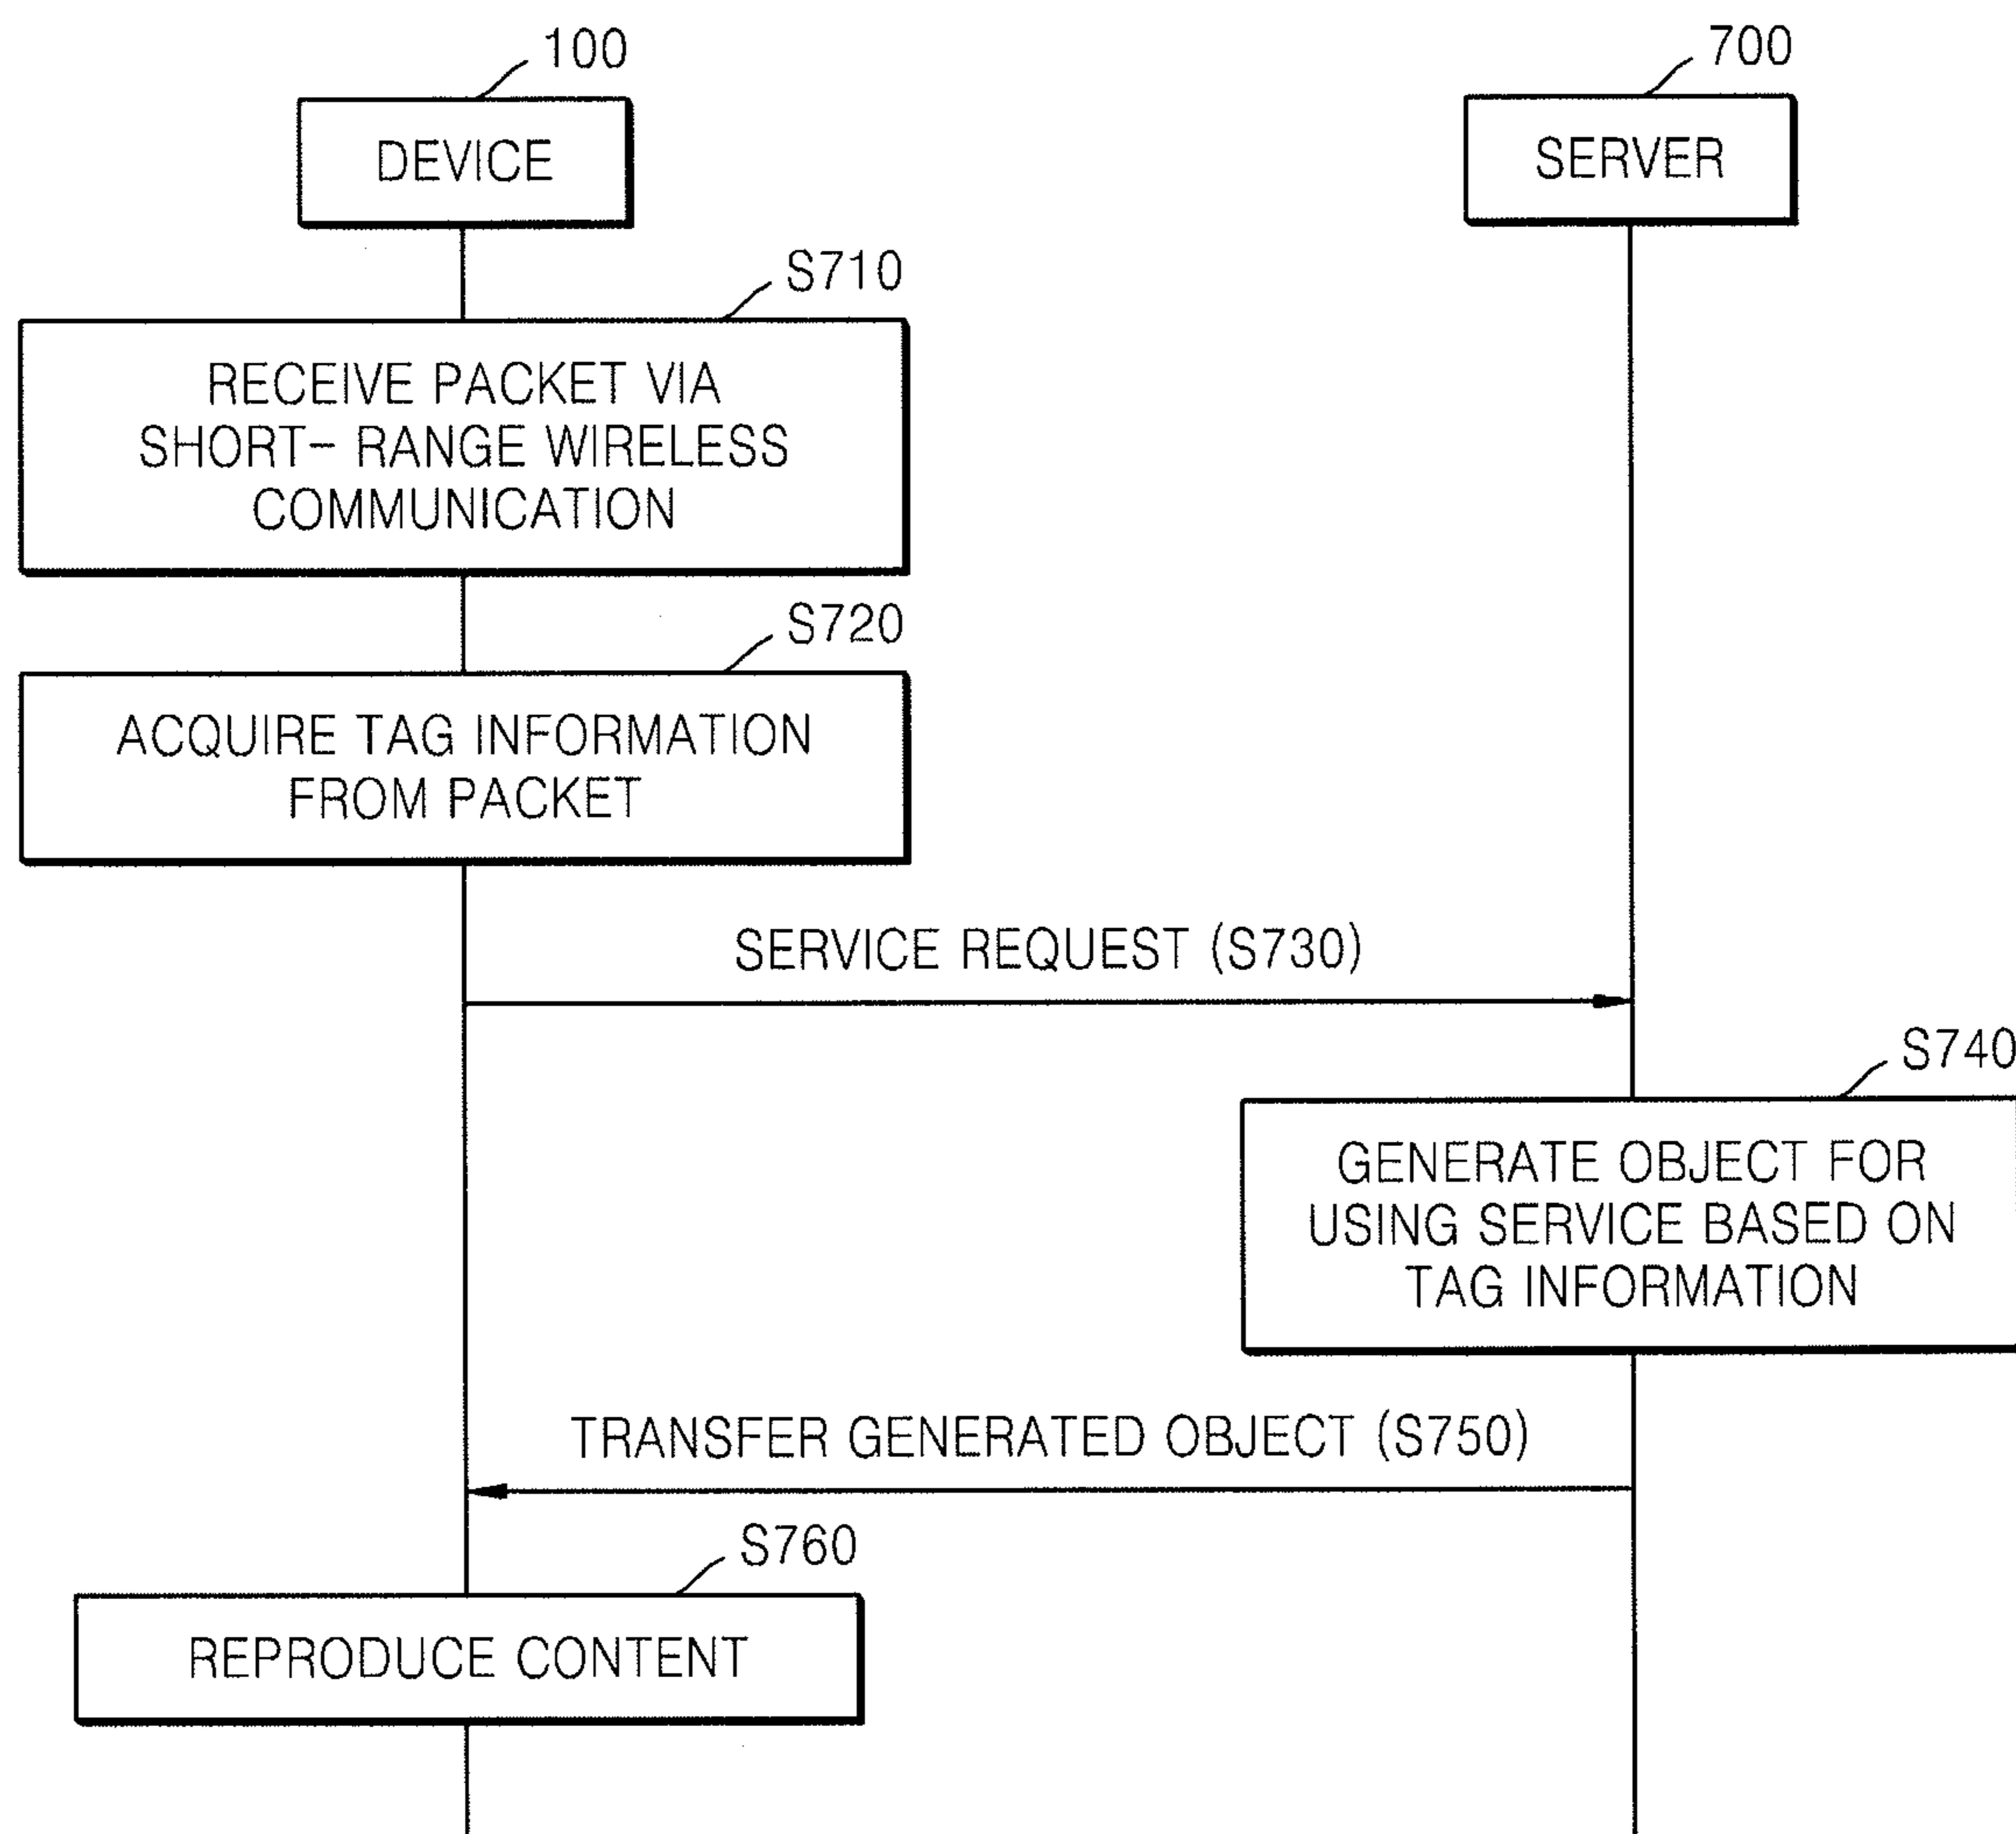 100
700
DEVICE
SERVER
S710
RECEIVE PACKET VIA
SHORT- RANGE WIRELESS
COMMUNICATION
S720
ACQUIRE TAG INFORMATION
FROM PACKET
SERVICE REQUEST (S730)
S740
GENERATE OBJECT FOR
USING SERVICE BASED ON
TAG INFORMATION
TRANSFER GENERATED OBJECT (S750)
S760
REPRODUCE CONTENT